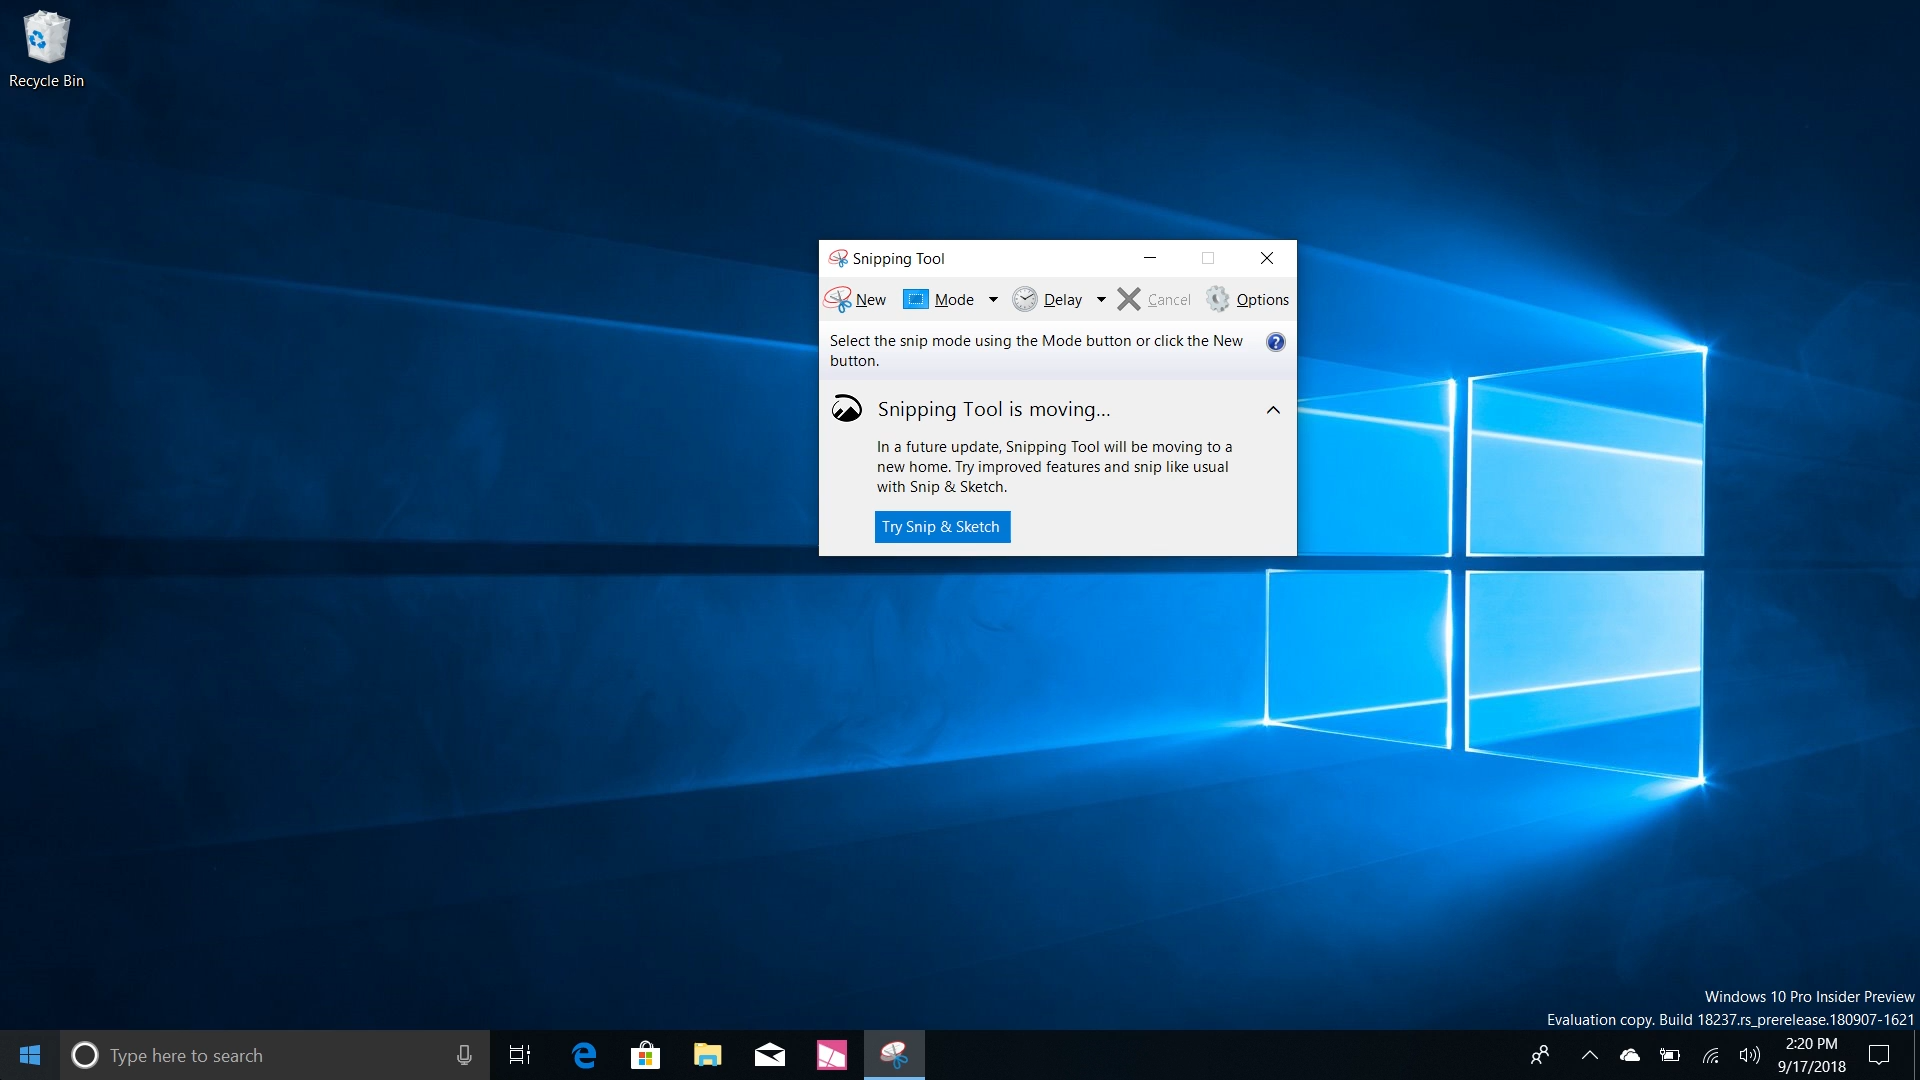 Recycle Bin
Snipping Tool
New Mode Delay Cancel Options
Select the snip mode using the Mode button or click the New
button.
Snipping Tool is moving...
In a future update, Snipping Tool will be moving to a
new home. Try improved features and snip like usual
with Snip & Sketch.
Try Snip & Sketch
Windows 10 Pro Insider Preview
Evaluation copy. Build 18237.rs_prerelease.180907-1621
Type here to search
2:20 PM
9/17/2018